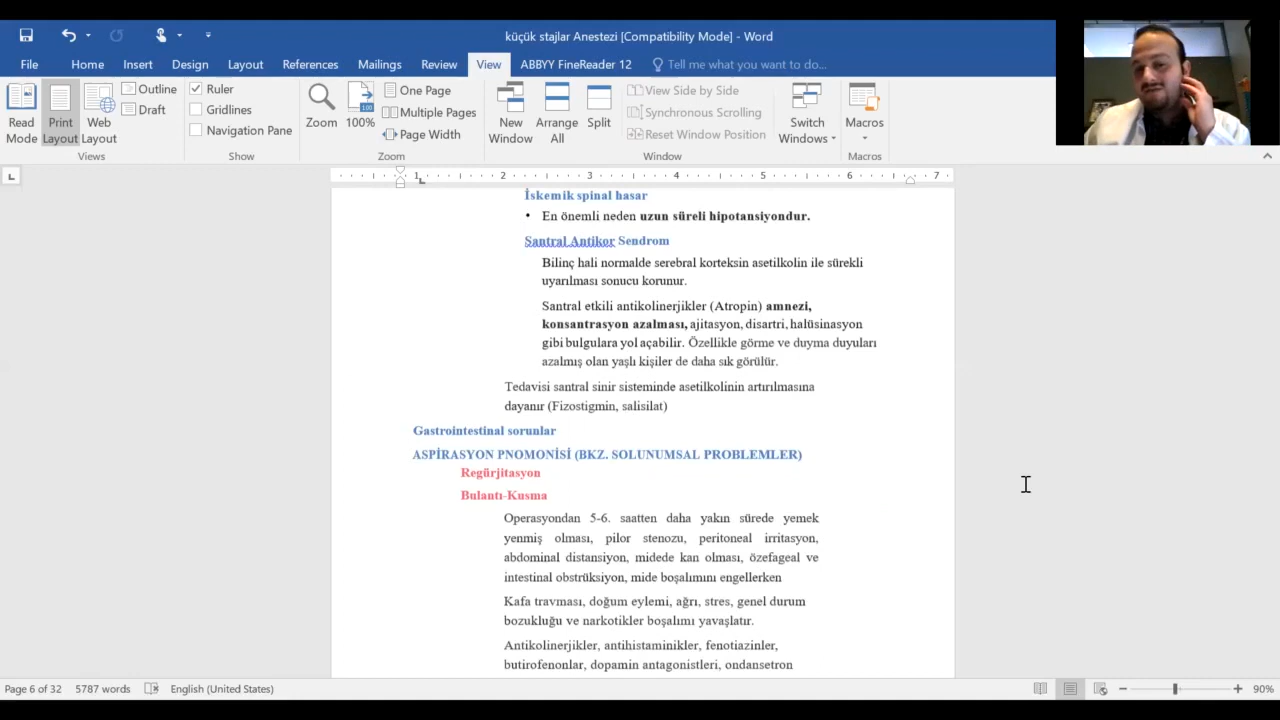 küçük stajlar Anestezi [Compatibility Mode] - Word
File Home Insert Design Layout References Mailings Review View ABBYY FineReader 12 Tell me what you want to do...
Read Mode
Print Layout
Web Layout
Outline
Draft
Views
Ruler
Gridlines
Navigation Pane
Show
Zoom
100%
One Page
Multiple Pages
Page Width
Zoom
New Window
Arrange All
Split
View Side by Side
Synchronous Scrolling
Reset Window Position
Window
Switch Windows
Macros
Macros
1 2 3 4 5 6 7
İskemik spinal hasar
• En önemli neden uzun süreli hipotansiyondur.
Santral Antikor Sendrom
Bilinç hali normalde serebral korteksin asetilkolin ile sürekli
uyarılması sonucu korunur.
Santral etkili antikolinerjikler (Atropin) amnezi,
konsantrasyon azalması, ajitasyon, disartri, halüsinasyon
gibi bulgulara yol açabilir. Özellikle görme ve duyma duyuları
azalmış olan yaşlı kişiler de daha sık görülür.
Tedavisi santral sinir sisteminde asetilkolinin artırılmasına
dayanır (Fizostigmin, salisilat)
Gastrointestinal sorunlar
ASPİRASYON PNOMONİSİ (BKZ. SOLUNUMSAL PROBLEMLER)
Regürjitasyon
Bulantı-Kusma
Operasyondan 5-6. saatten daha yakın sürede yemek
yenmiş olması, pilor stenozu, peritoneal irritasyon,
abdominal distansiyon, midede kan olması, özefageal ve
intestinal obstrüksiyon, mide boşalımını engellerken
Kafa travması, doğum eylemi, ağrı, stres, genel durum
bozukluğu ve narkotikler boşalımı yavaşlatır.
Antikolinerjikler, antihistaminikler, fenotiazinler,
butirofenonlar, dopamin antagonistleri, ondansetron
Page 6 of 32 5787 words English (United States) 90%